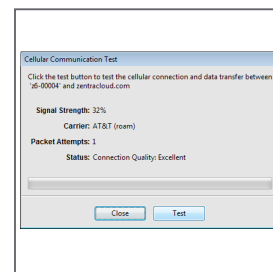 Cellular Communication Test
Click the test button to test the cellular connection and data transfer between
'z6-00004' and zentracloud.com
Signal Strength: 32%
Carrier: AT&T (roam)
Packet Attempts: 1
Status: Connection Quality: Excellent
Close Test